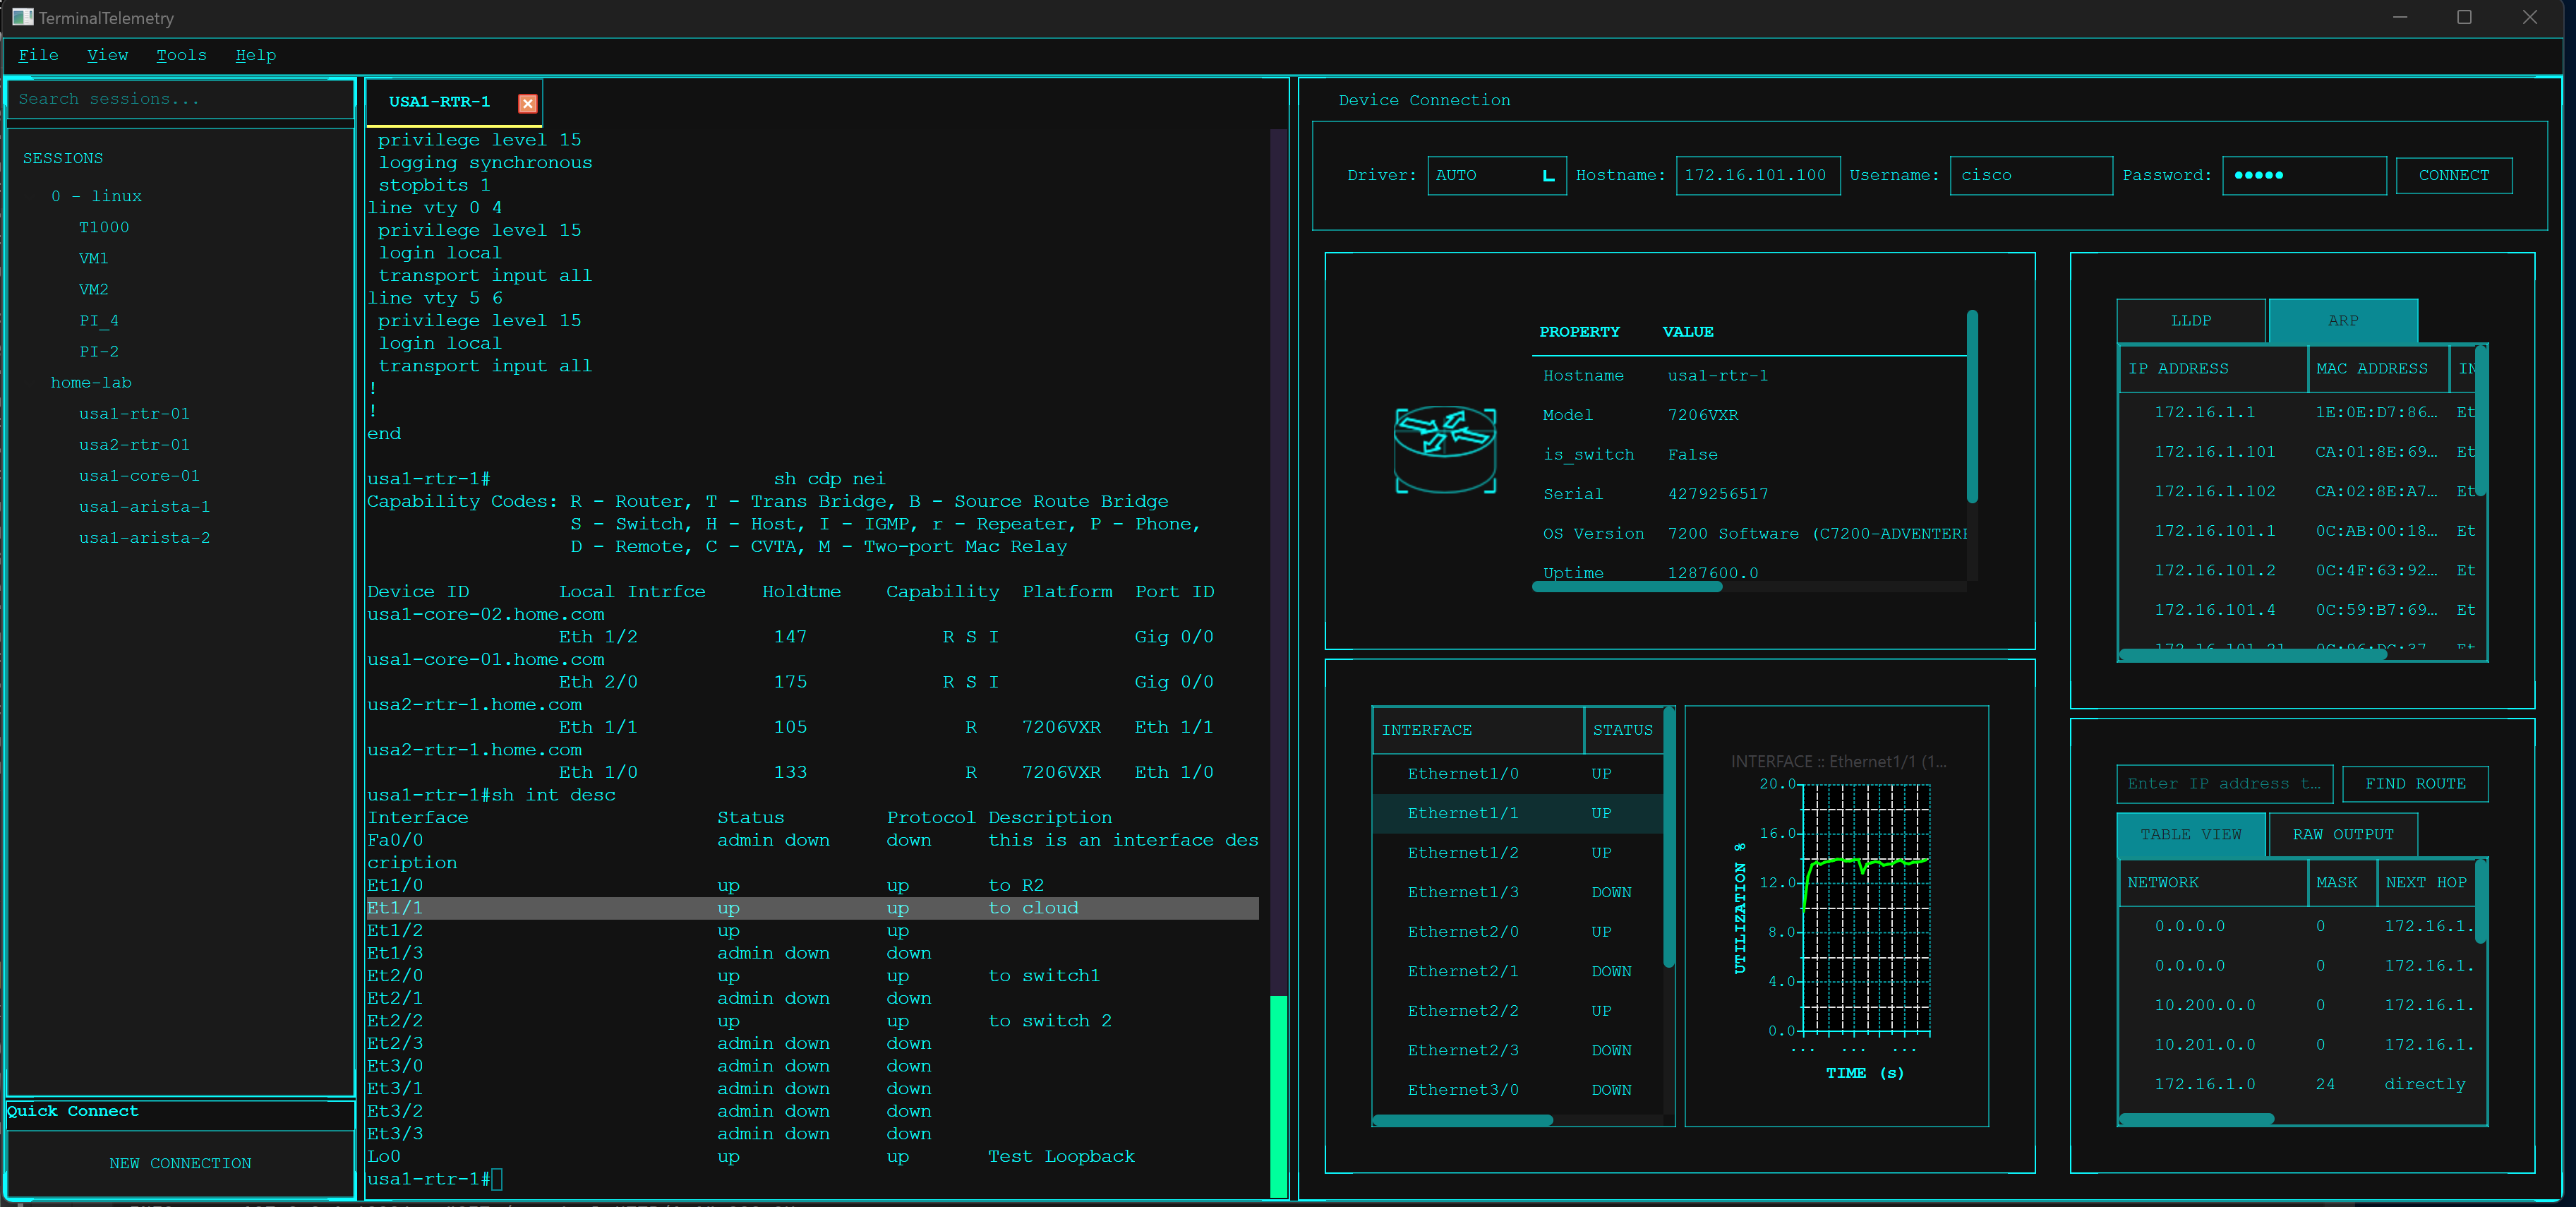 TerminalTelemetry
File View Tools Help
Search sessions...
SESSIONS
0 - linux
T1000
VM1
VM2
PI_4
PI-2
home-lab
usa1-rtr-01
usa2-rtr-01
usa1-core-01
usa1-arista-1
usa1-arista-2
Quick Connect
NEW CONNECTION
USA1-RTR-1
privilege level 15
logging synchronous
stopbits 1
line vty 0 4
privilege level 15
login local
transport input all
line vty 5 6
privilege level 15
login local
transport input all
!
!
end
usa1-rtr-1# sh cdp nei
Capability Codes: R - Router, T - Trans Bridge, B - Source Route Bridge
S - Switch, H - Host, I - IGMP, r - Repeater, P - Phone,
D - Remote, C - CVTA, M - Two-port Mac Relay
Device ID Local Intrfce Holdtme Capability Platform Port ID
usa1-core-02.home.com
Eth 1/2 147 R S I Gig 0/0
usa1-core-01.home.com
Eth 2/0 175 R S I Gig 0/0
usa2-rtr-1.home.com
Eth 1/1 105 R 7206VXR Eth 1/1
usa2-rtr-1.home.com
Eth 1/0 133 R 7206VXR Eth 1/0
usa1-rtr-1#sh int desc
Interface Status Protocol Description
Fa0/0 admin down down this is an interface des
cription
Et1/0 up up to R2
Et1/1 up up to cloud
Et1/2 up up
Et1/3 admin down down
Et2/0 up up to switch1
Et2/1 admin down down
Et2/2 up up to switch 2
Et2/3 admin down down
Et3/0 admin down down
Et3/1 admin down down
Et3/2 admin down down
Et3/3 admin down down
Lo0 up up Test Loopback
usa1-rtr-1#
Device Connection
Driver: AUTO Hostname: 172.16.101.100 Username: cisco Password: ●●●●● CONNECT
PROPERTY VALUE
Hostname usa1-rtr-1
Model 7206VXR
is_switch False
Serial 4279256517
OS Version 7200 Software (C7200-ADVENTER
Uptime 1287600.0
LLDP ARP
IP ADDRESS MAC ADDRESS IN
172.16.1.1 1E:0E:D7:86... Et
172.16.1.101 CA:01:8E:69... Et
172.16.1.102 CA:02:8E:A7... Et
172.16.101.1 0C:AB:00:18... Et
172.16.101.2 0C:4F:63:92... Et
172.16.101.4 0C:59:B7:69... Et
INTERFACE STATUS
Ethernet1/0 UP
Ethernet1/1 UP
Ethernet1/2 UP
Ethernet1/3 DOWN
Ethernet2/0 UP
Ethernet2/1 DOWN
Ethernet2/2 UP
Ethernet2/3 DOWN
Ethernet3/0 DOWN
INTERFACE :: Ethernet1/1 (1...
20.0
16.0
12.0
8.0
4.0
0.0
UTILIZATION %
... ... ...
TIME (s)
Enter IP address t... FIND ROUTE
TABLE VIEW RAW OUTPUT
NETWORK MASK NEXT HOP
0.0.0.0 0 172.16.1.
0.0.0.0 0 172.16.1.
10.200.0.0 0 172.16.1.
10.201.0.0 0 172.16.1.
172.16.1.0 24 directly